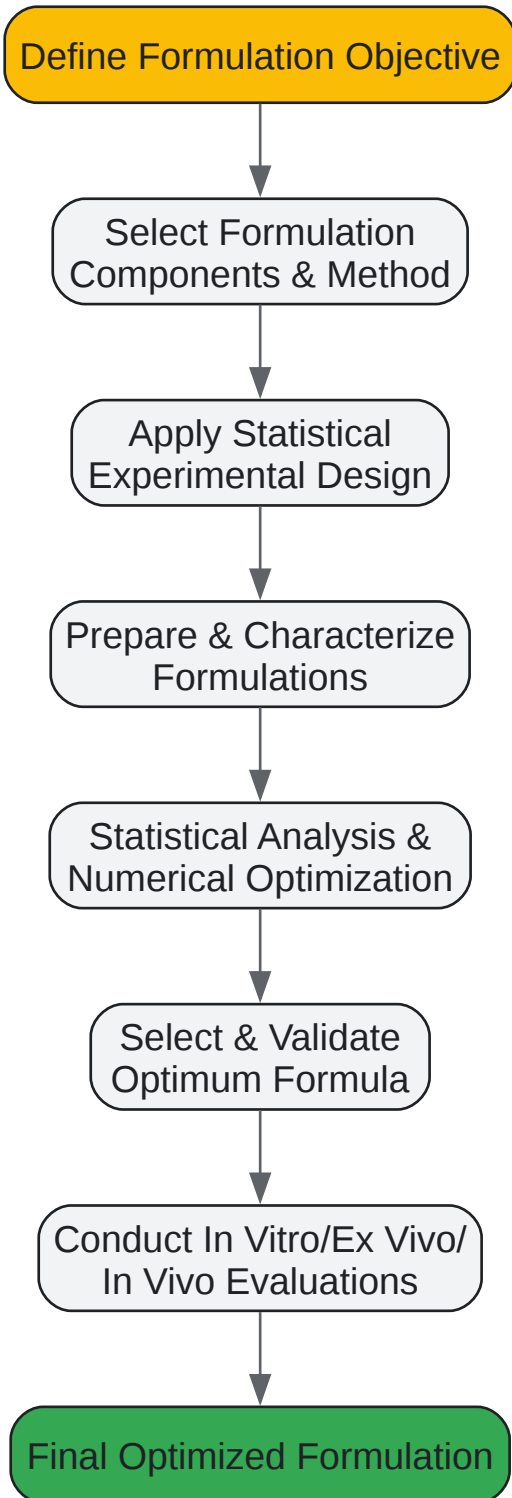 Define Formulation Objective
Select Formulation
Components & Method
Apply Statistical
Experimental Design
Prepare & Characterize
Formulations
Statistical Analysis &
Numerical Optimization
Select & Validate
Optimum Formula
Conduct In Vitro/Ex Vivo/
In Vivo Evaluations
Final Optimized Formulation